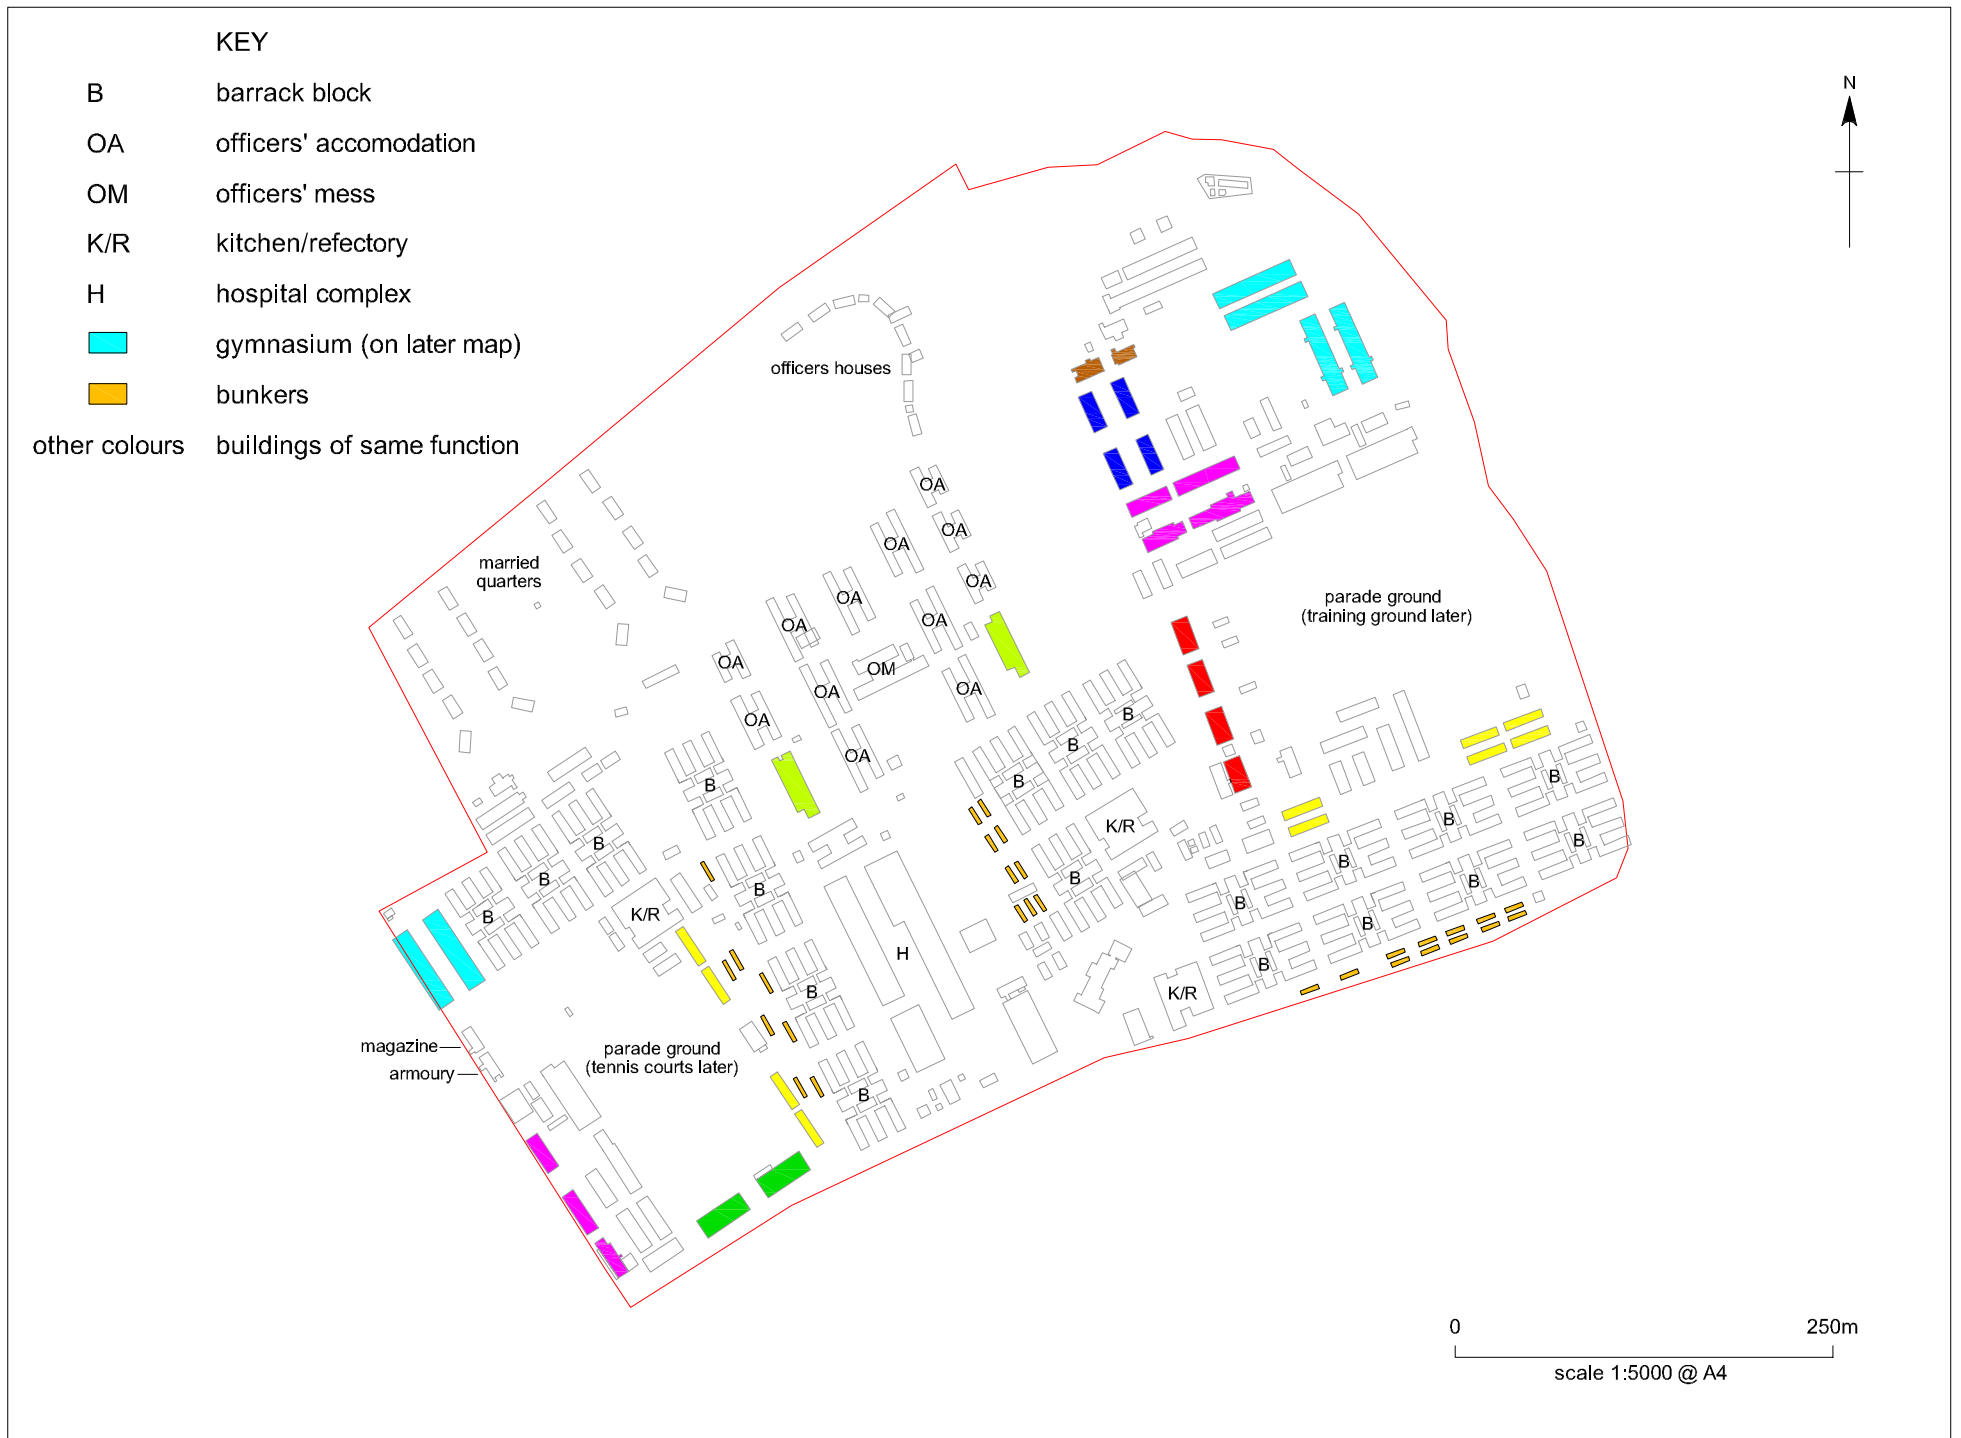 KEY
B barrack block
OA officers' accomodation
OM officers' mess
K/R kitchen/refectory
H hospital complex
gymnasium (on later map)
bunkers
other colours buildings of same function
N
officers houses
OA
OA
married
quarters
OA
OA
OA
parade ground
(training ground later)
OA
OA
OA
OM
OA
OA
OA
B
OA
B
OA
B
B
B
B
K/R
B
B
B
B
B
B
B
B
K/R
B
B
B
H
B
B
K/R
magazine
armoury
parade ground
(tennis courts later)
B
0 250m
scale 1:5000 @ A4